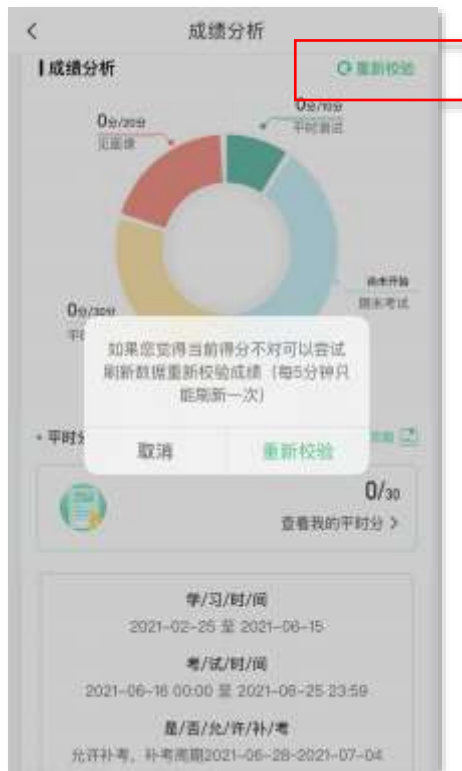 成绩分析
成绩分析
重新校验
0分/10分
平时测试
0分/20分
见面课
尚未开始
期末考试
0分/30分
如果您觉得当前得分不对可以尝试
刷新数据重新校验成绩（每5分钟只
能刷新一次）
取消
重新校验
平时分
0/30
查看我的平时分
学/习/时/间
2021-02-25 至 2021-06-15
考/试/时/间
2021-06-16 00:00 至 2021-06-25 23:59
是/否/允/许/补/考
允许补考，补考周期2021-06-28-2021-07-04